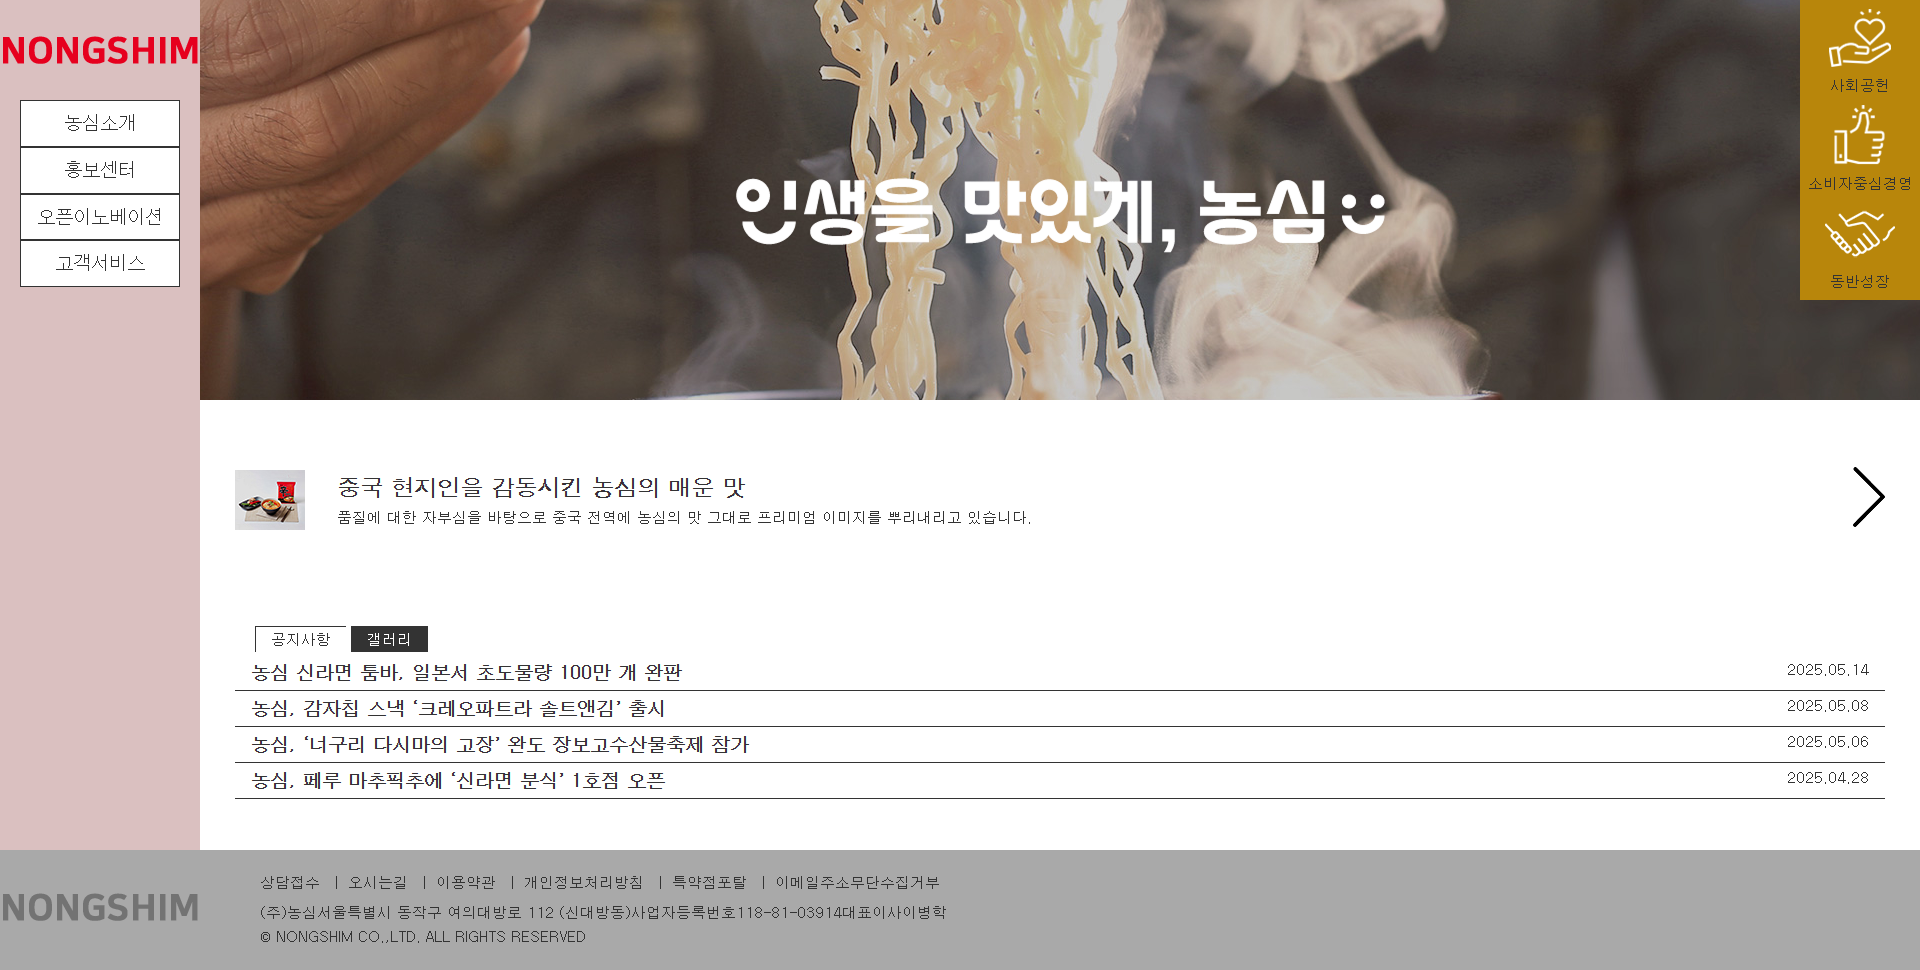 NONGSHIM
농심소개
홍보센터
오픈이노베이션
고객서비스
인생을 맛있게, 농심
사회공헌
소비자중심경영
동반성장
중국 현지인을 감동시킨 농심의 매운 맛
품질에 대한 자부심을 바탕으로 중국 전역에 농심의 맛 그대로 프리미엄 이미지를 뿌리내리고 있습니다.
공지사항 갤러리
농심 신라면 툼바, 일본서 초도물량 100만 개 완판 2025.05.14
농심, 감자칩 스낵 ‘크레오파트라 솔트앤김’ 출시 2025.05.08
농심, ‘너구리 다시마의 고장’ 완도 장보고수산물축제 참가 2025.05.06
농심, 페루 마추픽추에 ‘신라면 분식’ 1호점 오픈 2025.04.28
NONGSHIM
상담접수 | 오시는길 | 이용약관 | 개인정보처리방침 | 특약점포탈 | 이메일주소무단수집거부
(주)농심서울특별시 동작구 여의대방로 112 (신대방동)사업자등록번호118-81-03914대표이사이병학
© NONGSHIM CO.,LTD. ALL RIGHTS RESERVED